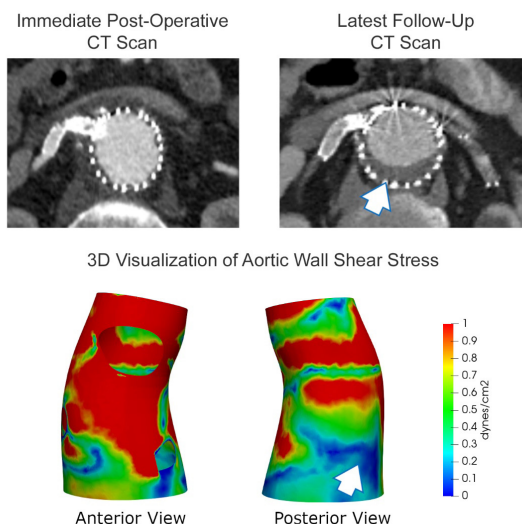 Immediate Post-Operative
CT Scan
Latest Follow-Up
CT Scan
3D Visualization of Aortic Wall Shear Stress
1
0.9
0.8
0.7
0.6
0.5
0.4
0.3
0.2
0.1
0
dynes/cm2
Anterior View
Posterior View